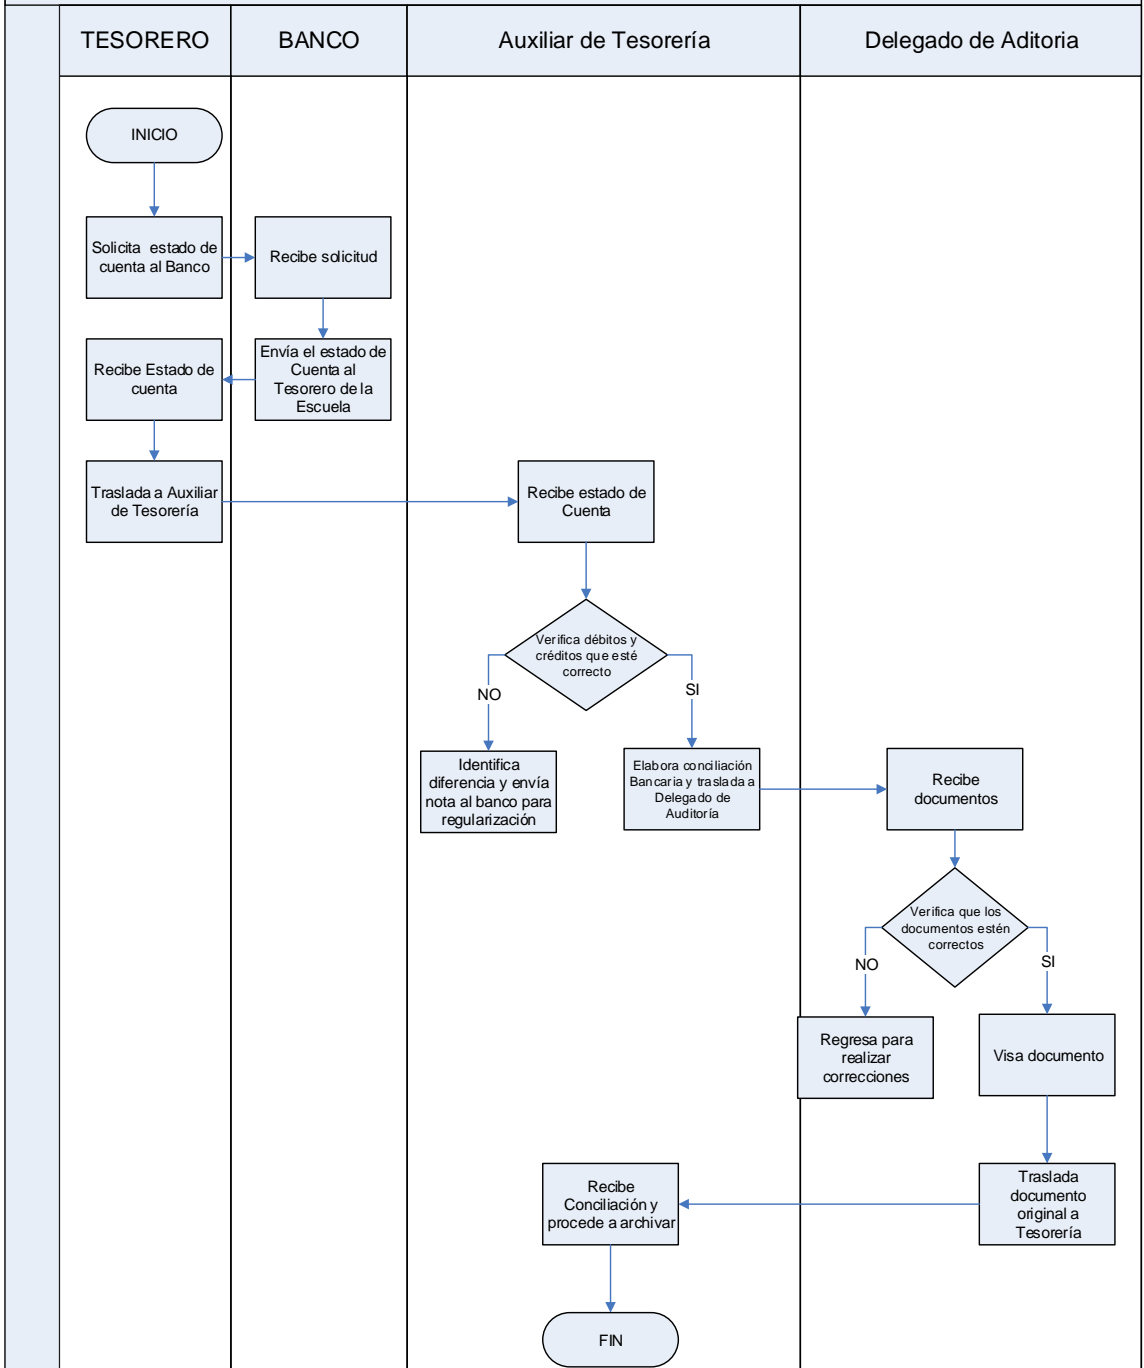 TESORERO
BANCO
Auxiliar de Tesorería
Delegado de Aditoria
INICIO
Solicita estado de
cuenta al Banco
Recibe solicitud
Recibe Estado de
cuenta
Envía el estado de
Cuenta al
Tesorero de la
Escuela
Traslada a Auxiliar
de Tesorería
Recibe estado de
Cuenta
Verifica débitos y
créditos que esté
correcto
NO
SI
Identifica
diferencia y envía
nota al banco para
regularización
Elabora conciliación
Bancaria y traslada a
Delegado de
Auditoría
Recibe
documentos
Verifica que los
documentos estén
correctos
NO
SI
Regresa para
realizar
correcciones
Visa documento
Traslada
documento
original a
Tesorería
Recibe
Conciliación y
procede a archivar
FIN